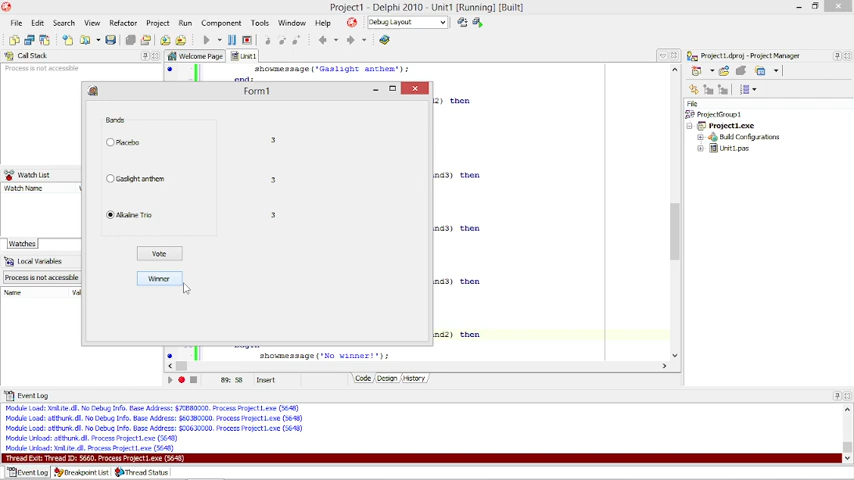 Project1 - Delphi 2010 - Unit1 [Running] [Built]
File Edit Search View Refactor Project Run Component Tools Window Help Debug Layout
Call Stack
Process is not accessible
Welcome Page Unit1
showmessage('Gaslight anthem');
end;
d2) then
Form1
Bands
Placebo 3
Gaslight anthem 3
Alkaline Trio 3
Vote
Winner
and3) then
and3) then
and3) then
and2) then
showmessage('No winner!');
Watch List
Watch Name
Watches
Local Variables
Process is not accessible
Name
89: 58 Insert
Code Design History
Project1.dproj - Project Manager
File
ProjectGroup1
Project1.exe
Build Configurations
Unit1.pas
Event Log
Module Load: XmlLite.dll. No Debug Info. Base Address: $70B80000. Process Project1.exe (5648)
Module Load: atlthunk.dll. No Debug Info. Base Address: $603B0000. Process Project1.exe (5648)
Module Load: atlthunk.dll. No Debug Info. Base Address: $00630000. Process Project1.exe (5648)
Module Unload: atlthunk.dll. Process Project1.exe (5648)
Module Unload: XmlLite.dll. Process Project1.exe (5648)
Thread Exit: Thread ID: 5660. Process Project1.exe (5648)
Event Log Breakpoint List Thread Status